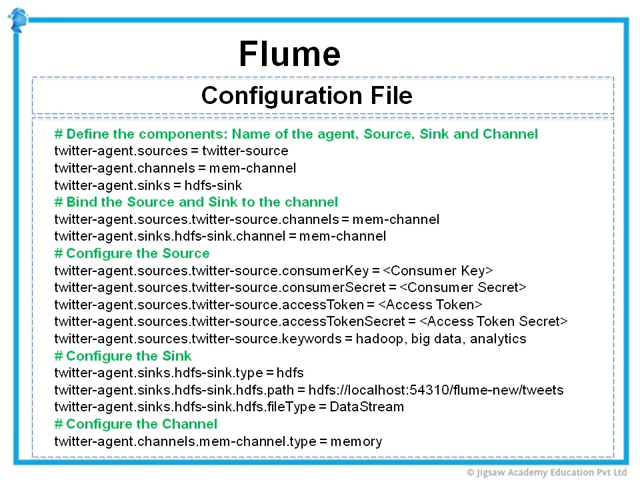 Flume
Configuration File
# Define the components: Name of the agent, Source, Sink and Channel
twitter-agent.sources = twitter-source
twitter-agent.channels = mem-channel
twitter-agent.sinks = hdfs-sink
# Bind the Source and Sink to the channel
twitter-agent.sources.twitter-source.channels = mem-channel
twitter-agent.sinks.hdfs-sink.channel = mem-channel
# Configure the Source
twitter-agent.sources.twitter-source.consumerKey = <Consumer Key>
twitter-agent.sources.twitter-source.consumerSecret = <Consumer Secret>
twitter-agent.sources.twitter-source.accessToken = <Access Token>
twitter-agent.sources.twitter-source.accessTokenSecret = <Access Token Secret>
twitter-agent.sources.twitter-source.keywords = hadoop, big data, analytics
# Configure the Sink
twitter-agent.sinks.hdfs-sink.type = hdfs
twitter-agent.sinks.hdfs-sink.hdfs.path = hdfs://localhost:54310/flume-new/tweets
twitter-agent.sinks.hdfs-sink.hdfs.fileType = DataStream
# Configure the Channel
twitter-agent.channels.mem-channel.type = memory
© Jigsaw Academy Education Pvt Ltd